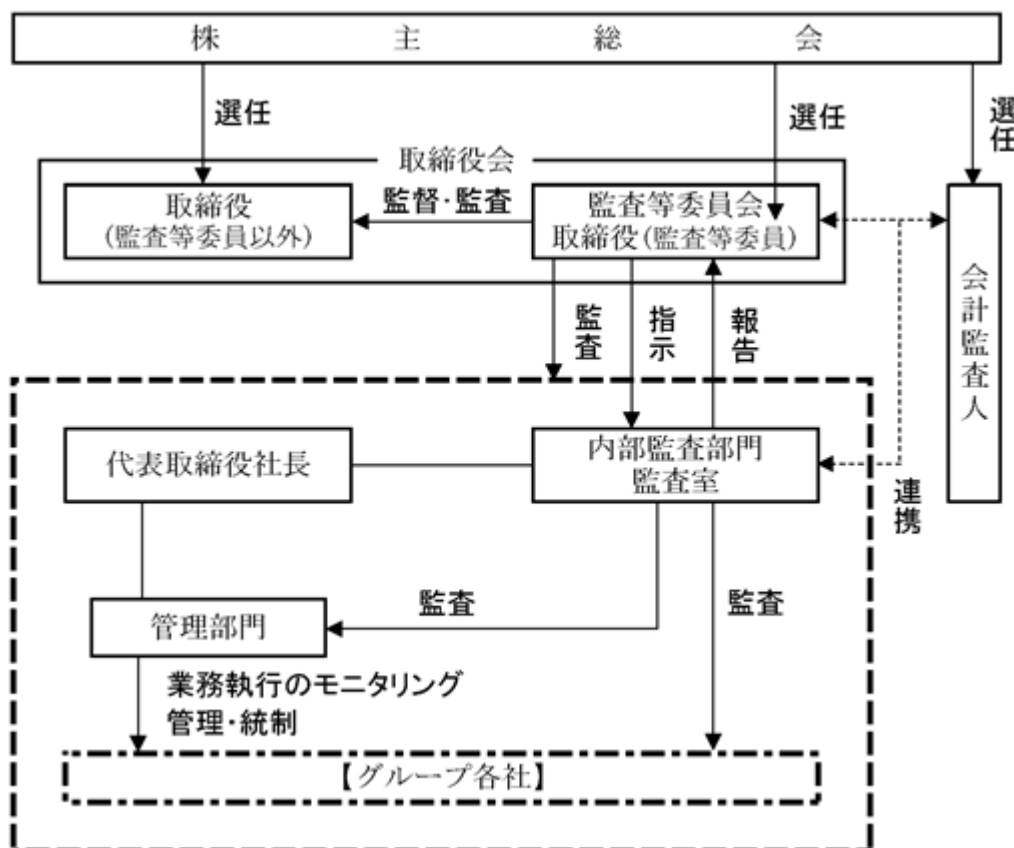 株主総会
選任
選任
選任
取締役会
取締役
(監査等委員以外)
監督・監査
監査等委員会
取締役(監査等委員)
会計監査人
監査
指示
報告
代表取締役社長
内部監査部門
監査室
連携
管理部門
監査
監査
業務執行のモニタリング
管理・統制
【グループ各社】